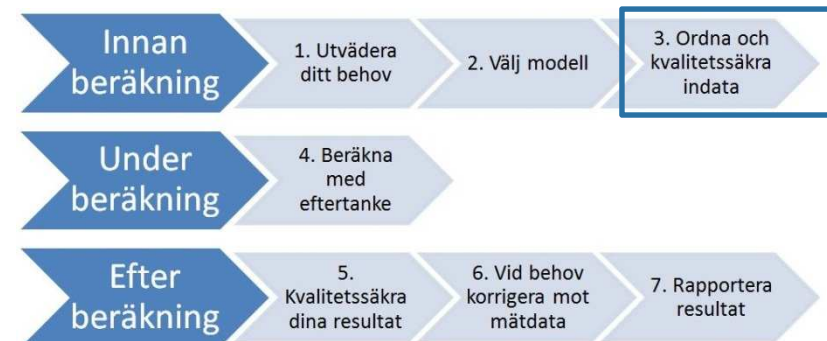 Innan
beräkning
1. Utvädera
ditt behov
2. Välj modell
3. Ordna och
kvalitetssäkra
indata
Under
beräkning
4. Beräkna
med
eftertanke
Efter
beräkning
5.
Kvalitetssäkra
dina resultat
6. Vid behov
korrigera mot
mätdata
7. Rapportera
resultat